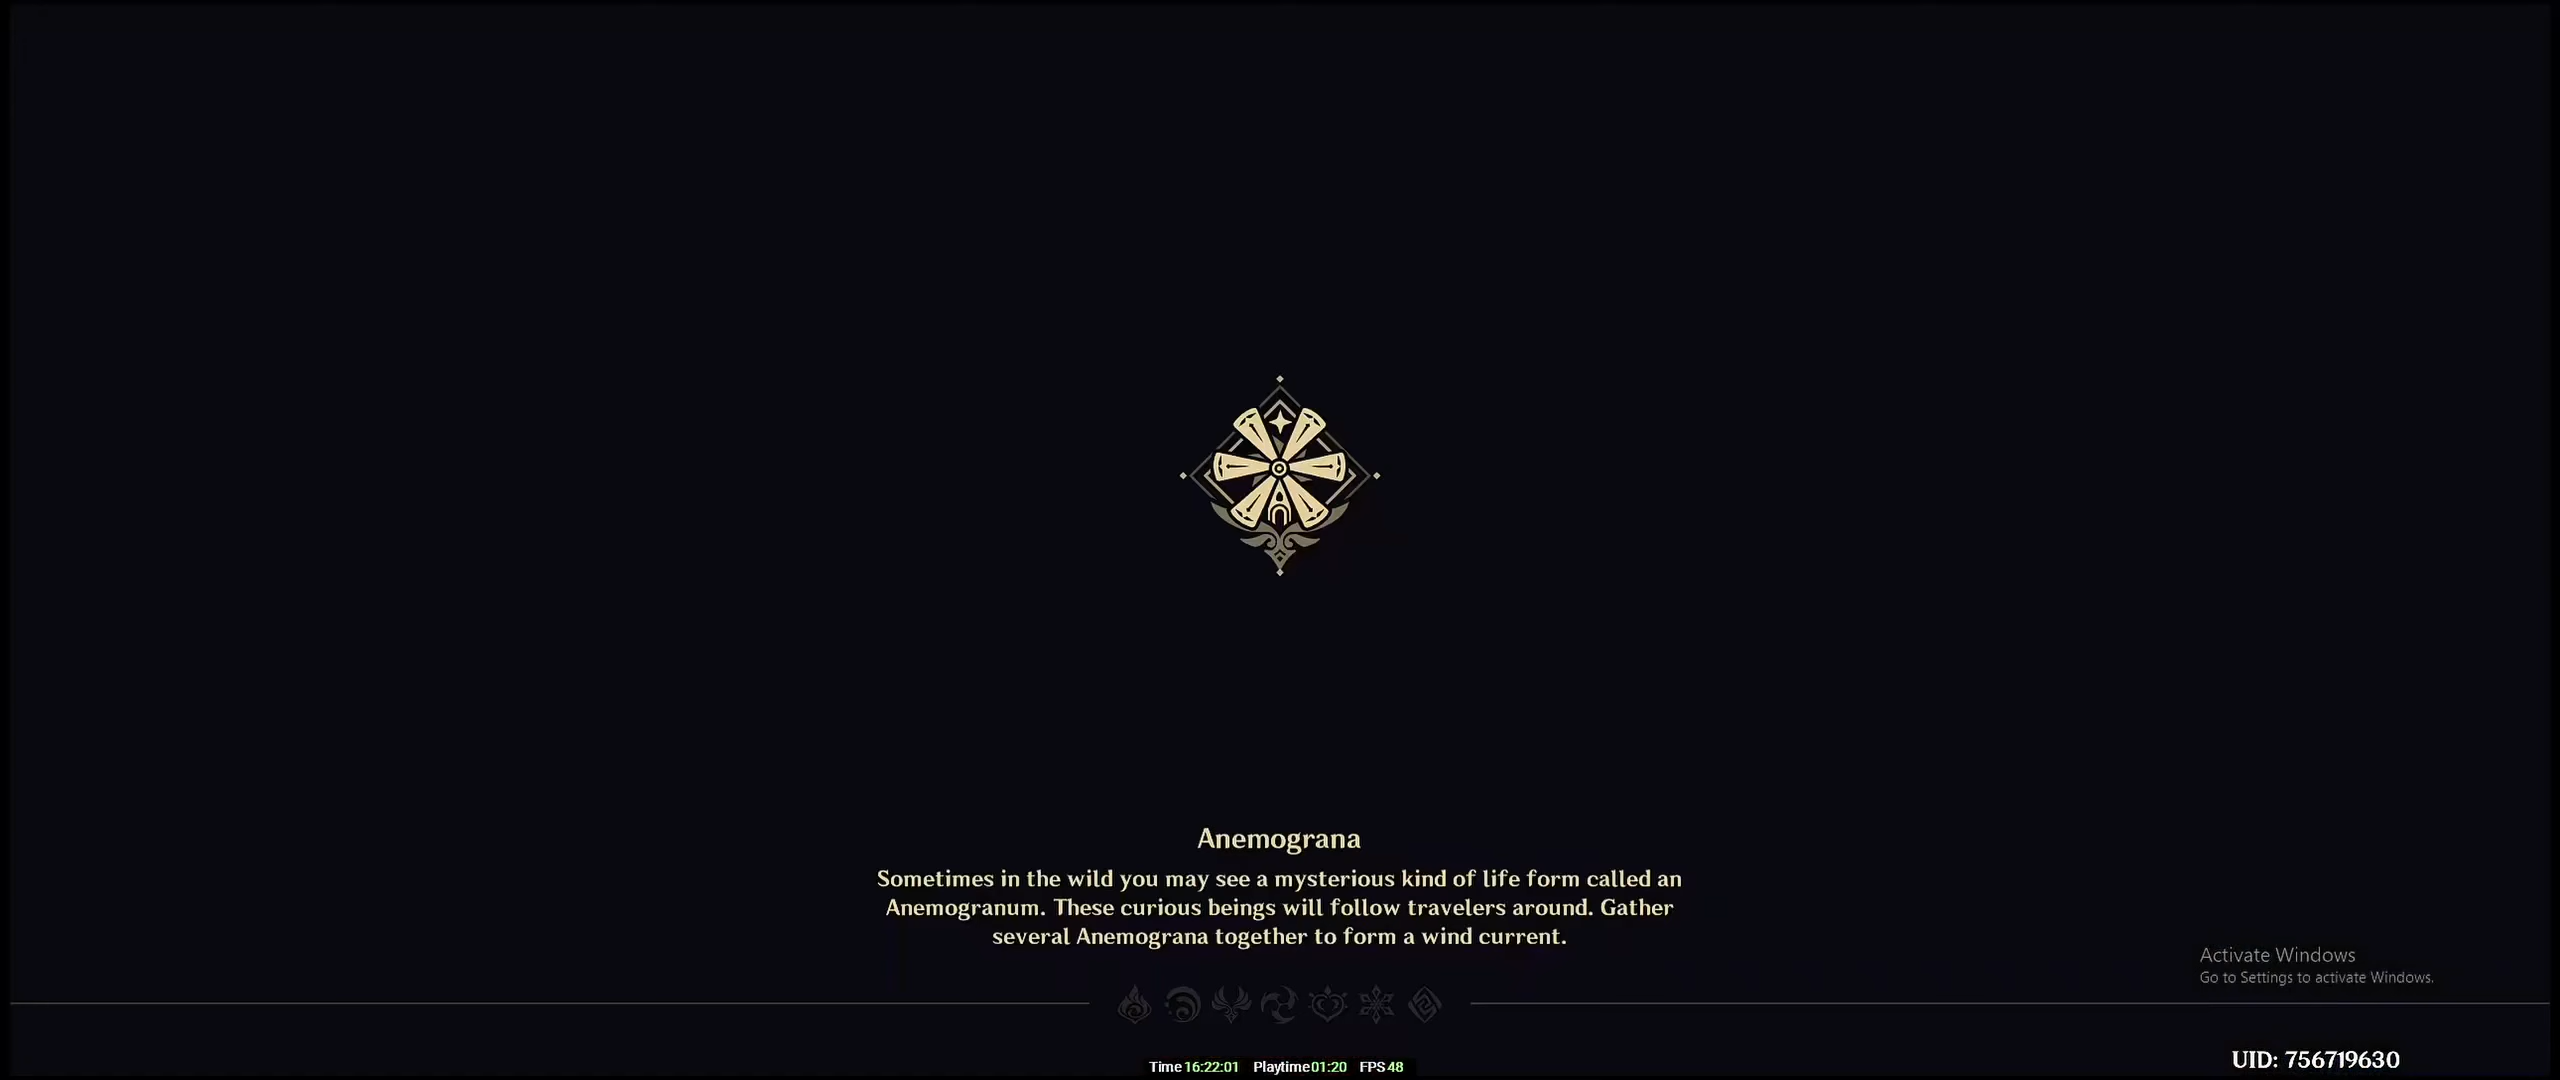 Anemograna
Sometimes in the wild you may see a mysterious kind of life form called an
Anemogranum. These curious beings will follow travelers around. Gather
several Anemograna together to form a wind current.
Activate Windows
Go to Settings to activate Windows.
UID: 756719630
Time 16:22:01 Playtime 01:20 FPS 48